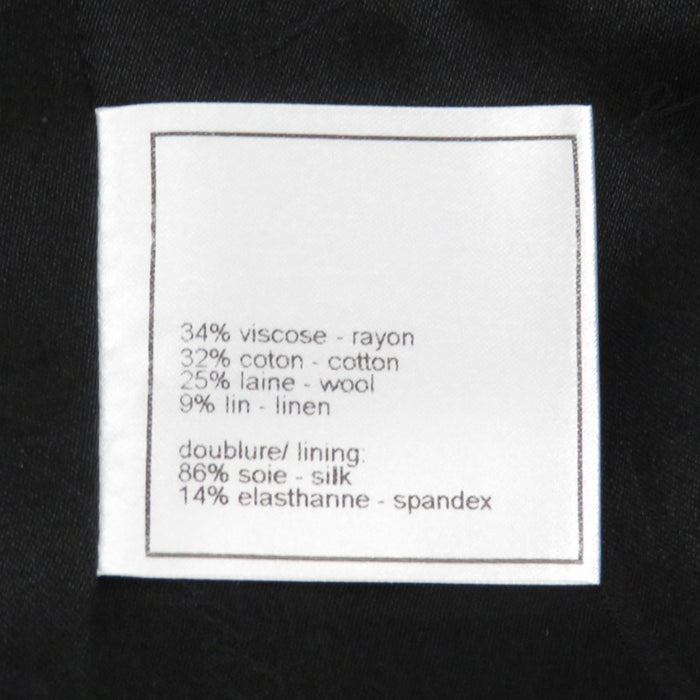 34% viscose - rayon
32% coton - cotton
25% laine - wool
9% lin - linen
doublure/ lining:
86% soie - silk
14% elasthanne - spandex